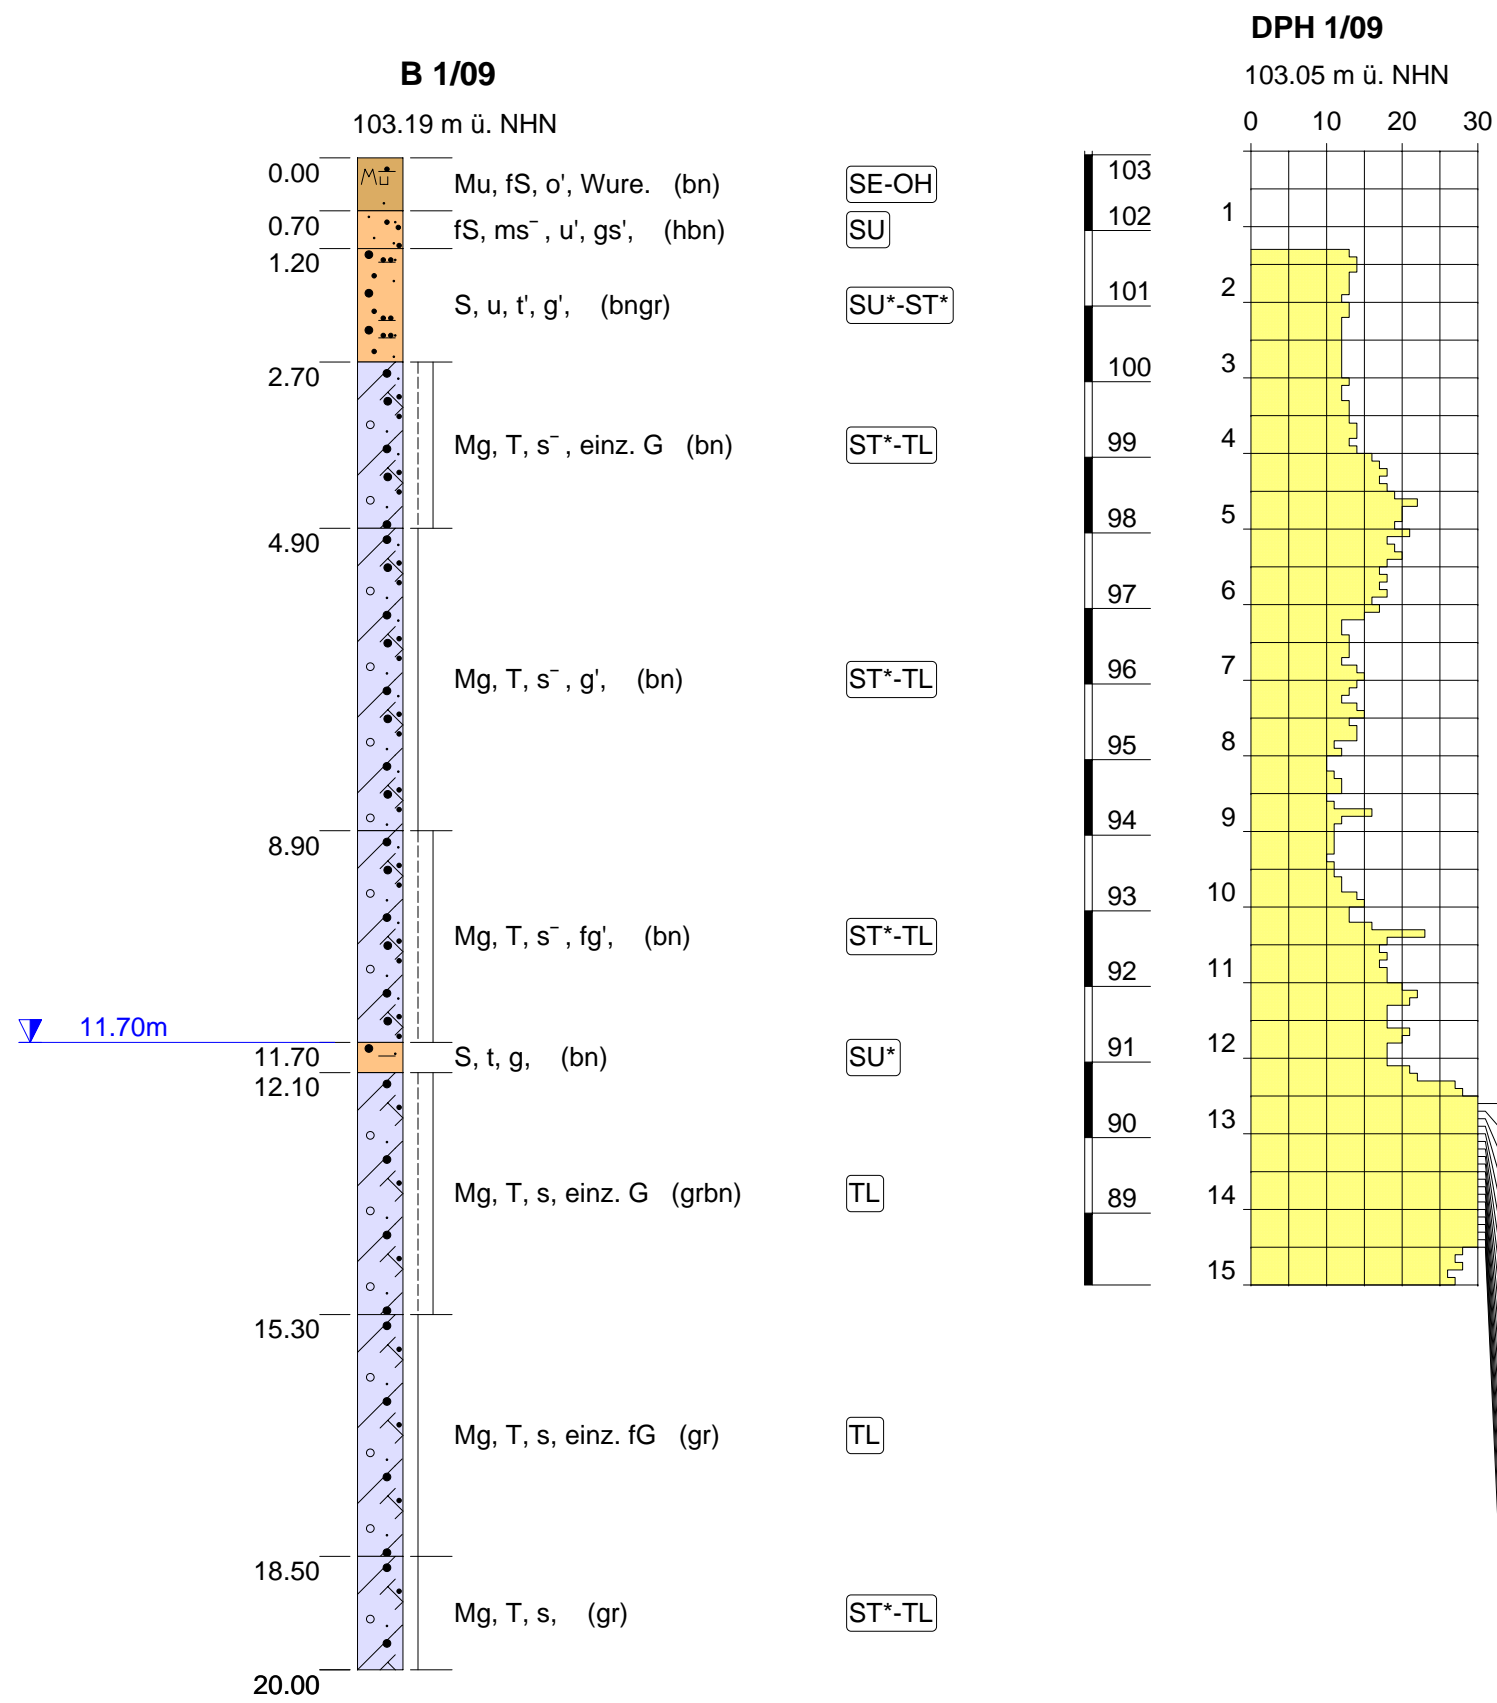 B 1/09
103.19 m ü. NHN
0.00
Mu
Mu, fS, o', Wure. (bn)
SE-OH
0.70
fS, ms¯, u', gs', (hbn)
SU
1.20
S, u, t', g', (bngr)
SU*-ST*
2.70
Mg, T, s¯, einz. G (bn)
ST*-TL
4.90
Mg, T, s¯, g', (bn)
ST*-TL
8.90
Mg, T, s¯, fg', (bn)
ST*-TL
11.70m
11.70
S, t, g, (bn)
SU*
12.10
Mg, T, s, einz. G (grbn)
TL
15.30
Mg, T, s, einz. fG (gr)
TL
18.50
Mg, T, s, (gr)
ST*-TL
20.00
DPH 1/09
103.05 m ü. NHN
0 10 20 30
103
102
101
100
99
98
97
96
95
94
93
92
91
90
89
1
2
3
4
5
6
7
8
9
10
11
12
13
14
15